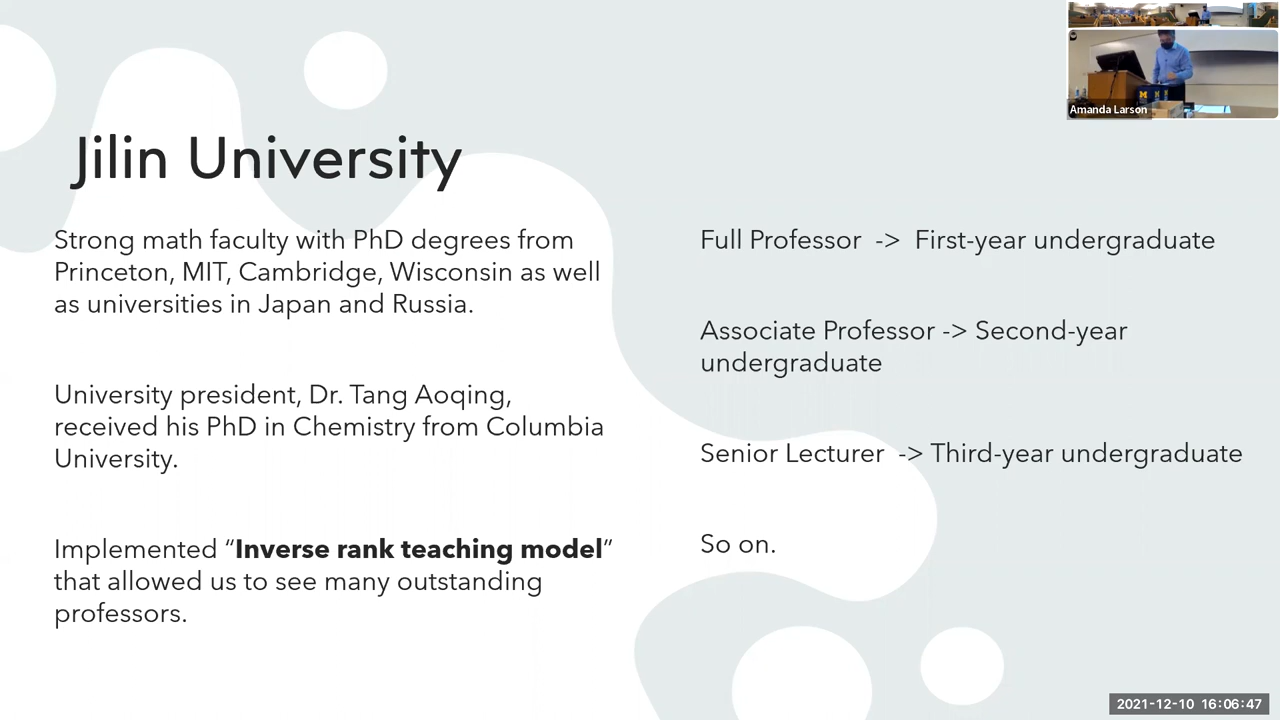 Amanda Larson
Jilin University
Strong math faculty with PhD degrees from
Princeton, MIT, Cambridge, Wisconsin as well
as universities in Japan and Russia.
University president, Dr. Tang Aoqing,
received his PhD in Chemistry from Columbia
University.
Implemented “Inverse rank teaching model”
that allowed us to see many outstanding
professors.
Full Professor -> First-year undergraduate
Associate Professor -> Second-year
undergraduate
Senior Lecturer -> Third-year undergraduate
So on.
2021-12-10 16:06:47